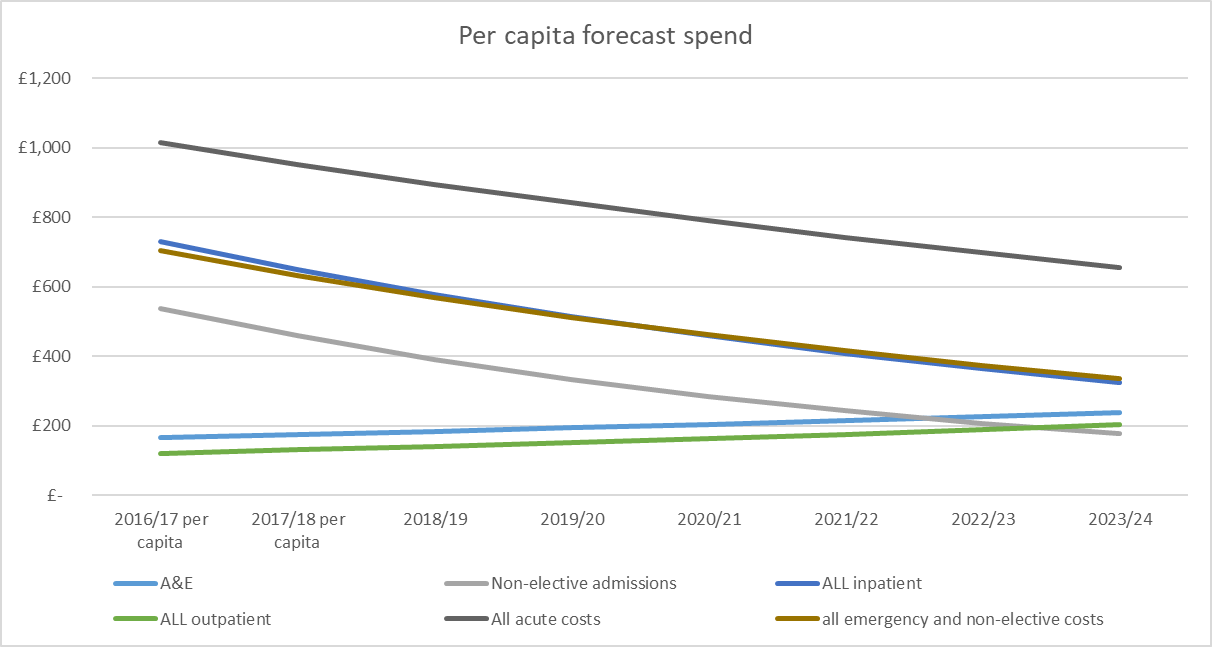 Per capita forecast spend
£1,200
£1,000
£800
£600
£400
£200
£-
2016/17 per
capita
2017/18 per
capita
2018/19
2019/20
2020/21
2021/22
2022/23
2023/24
A&E
Non-elective admissions
ALL inpatient
ALL outpatient
All acute costs
all emergency and non-elective costs